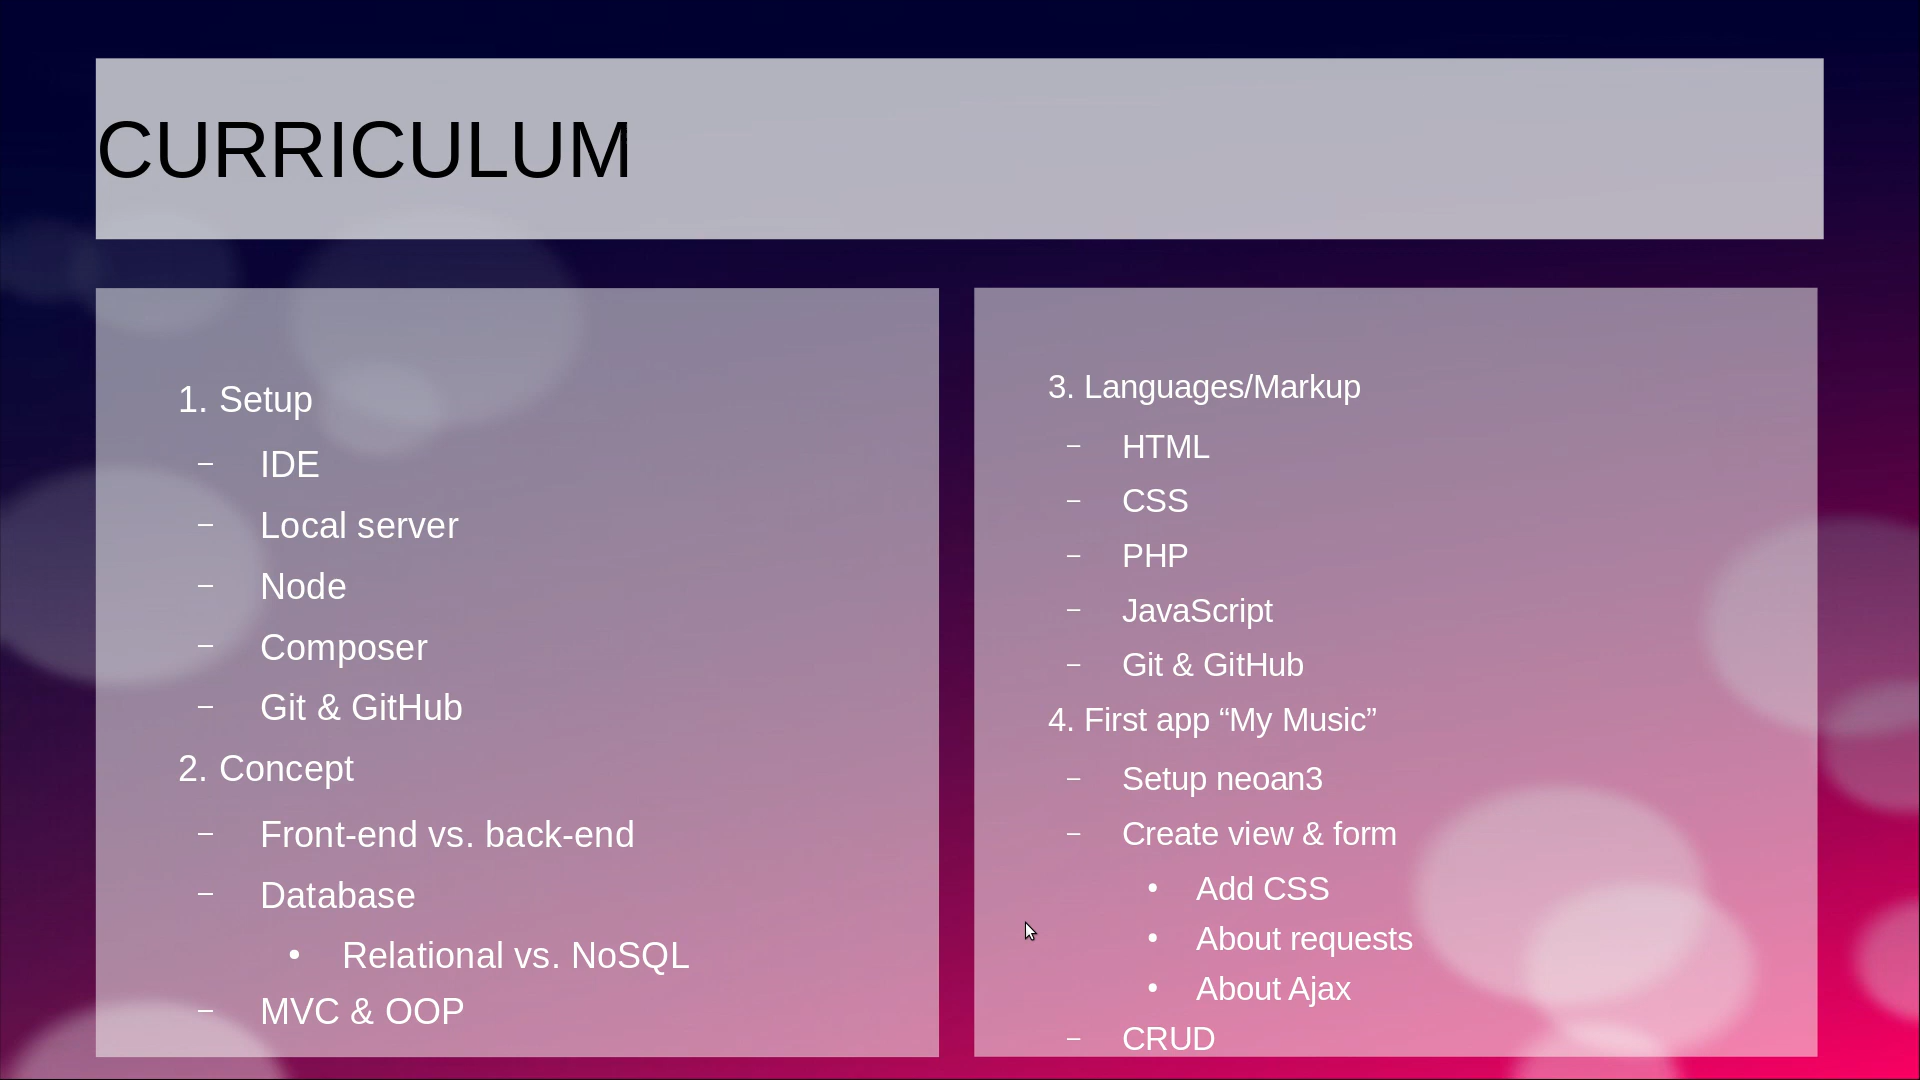 CURRICULUM
1. Setup
– IDE
– Local server
– Node
– Composer
– Git & GitHub
2. Concept
– Front-end vs. back-end
– Database
• Relational vs. NoSQL
– MVC & OOP
3. Languages/Markup
– HTML
– CSS
– PHP
– JavaScript
– Git & GitHub
4. First app “My Music”
– Setup neoan3
– Create view & form
• Add CSS
• About requests
• About Ajax
– CRUD